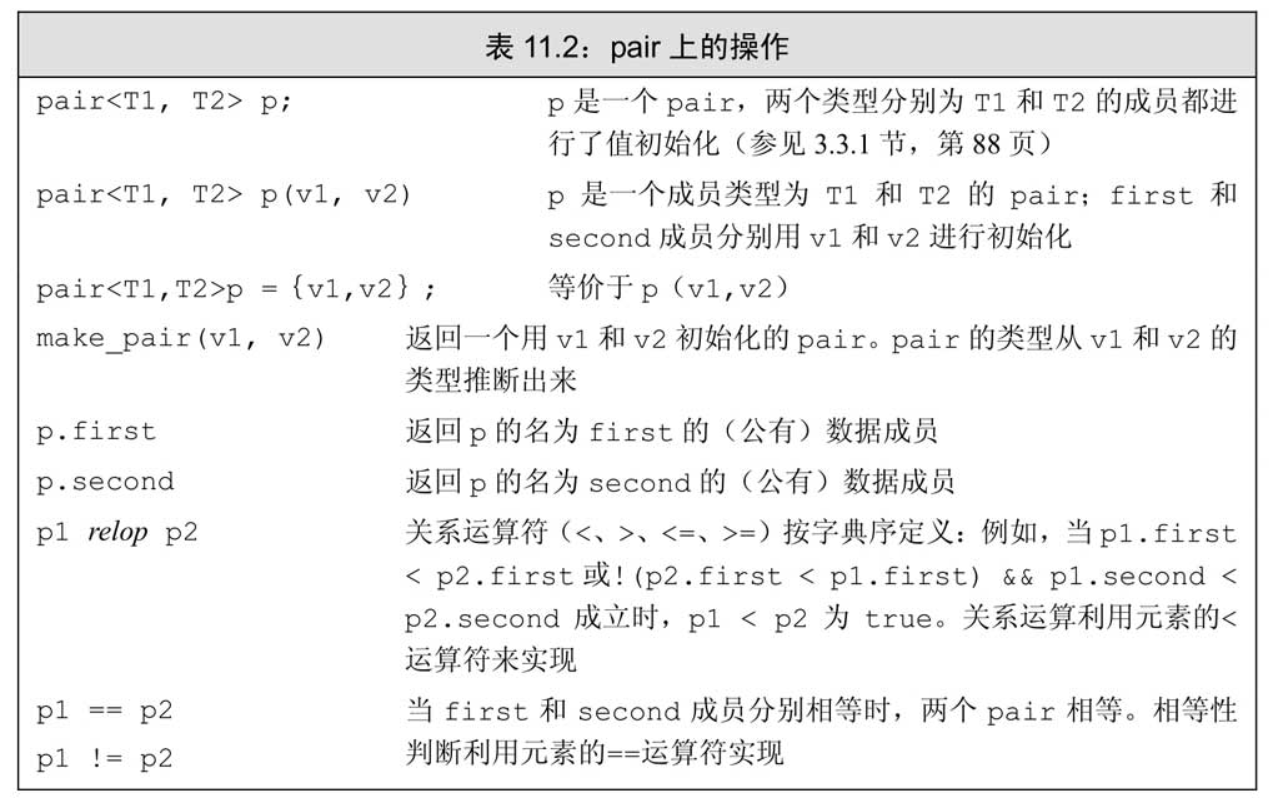 表 11.2：pair 上的操作
pair<T1, T2> p; p 是一个 pair，两个类型分别为 T1 和 T2 的成员都进
行了值初始化（参见 3.3.1 节，第 88 页）
pair<T1, T2> p(v1, v2) p 是一个成员类型为 T1 和 T2 的 pair；first 和
second 成员分别用 v1 和 v2 进行初始化
pair<T1,T2>p = {v1,v2} ; 等价于 p（v1,v2）
make_pair(v1, v2) 返回一个用 v1 和 v2 初始化的 pair。pair 的类型从 v1 和 v2 的
类型推断出来
p.first 返回 p 的名为 first 的（公有）数据成员
p.second 返回 p 的名为 second 的（公有）数据成员
p1 relop p2 关系运算符（<、>、<=、>=）按字典序定义：例如，当 p1.first
< p2.first 或!(p2.first < p1.first) && p1.second <
p2.second 成立时，p1 < p2 为 true。关系运算利用元素的<
运算符来实现
p1 == p2 当 first 和 second 成员分别相等时，两个 pair 相等。相等性
p1 != p2 判断利用元素的==运算符实现